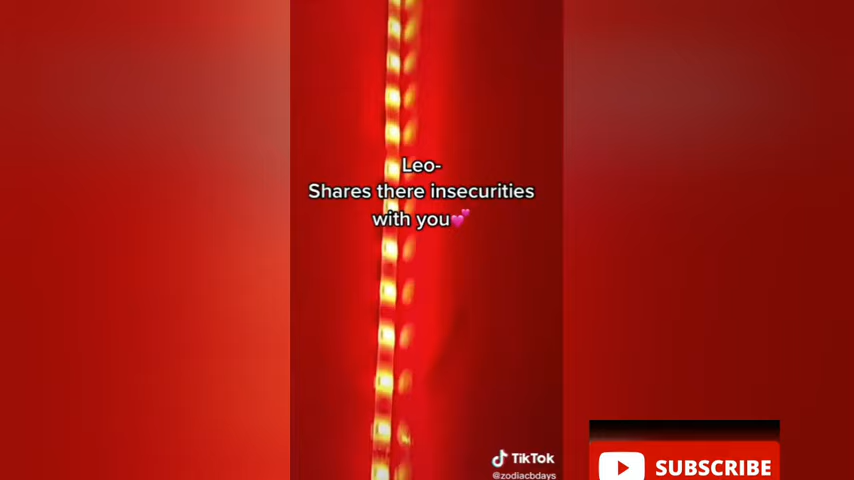 Leo-
Shares there insecurities
with you💕
TikTok
@zodiacbdays
SUBSCRIBE